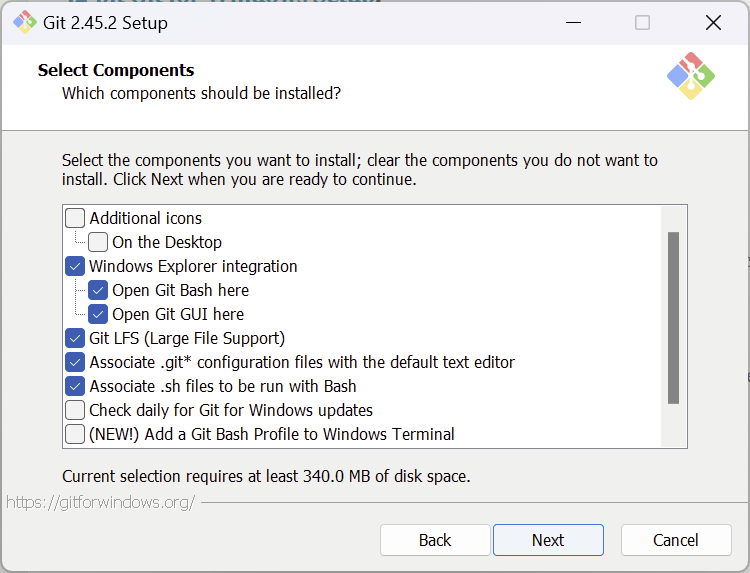 Git 2.45.2 Setup
Select Components
Which components should be installed?
Select the components you want to install; clear the components you do not want to
install. Click Next when you are ready to continue.
Additional icons
On the Desktop
Windows Explorer integration
Open Git Bash here
Open Git GUI here
Git LFS (Large File Support)
Associate .git* configuration files with the default text editor
Associate .sh files to be run with Bash
Check daily for Git for Windows updates
(NEW!) Add a Git Bash Profile to Windows Terminal
Current selection requires at least 340.0 MB of disk space.
https://gitforwindows.org/
Back
Next
Cancel